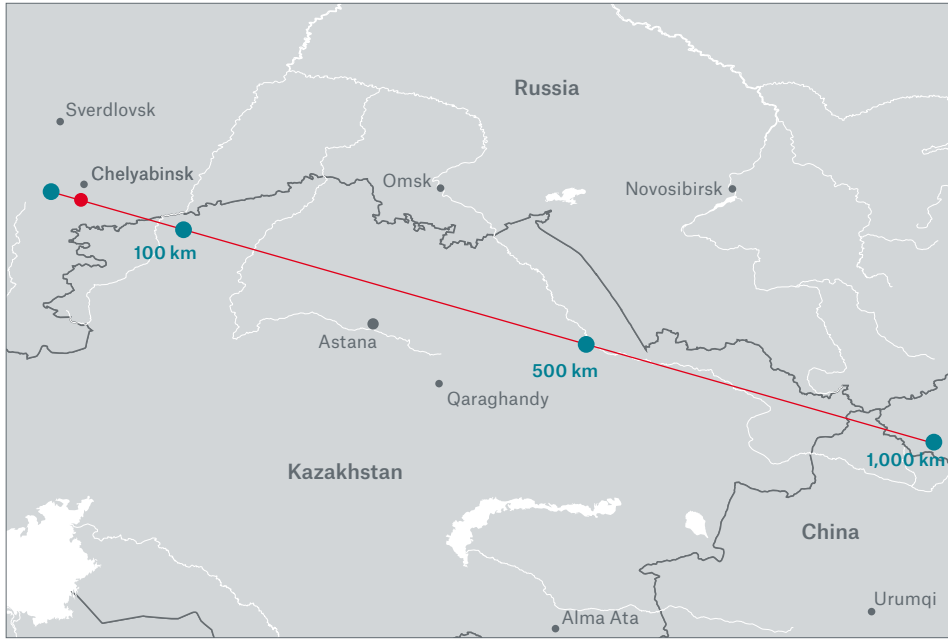 Russia
Sverdlovsk
Chelyabinsk
Omsk
Novosibirsk
100 km
Astana
500 km
Qaraghandy
1,000 km
Kazakhstan
China
Urumqi
Alma Ata